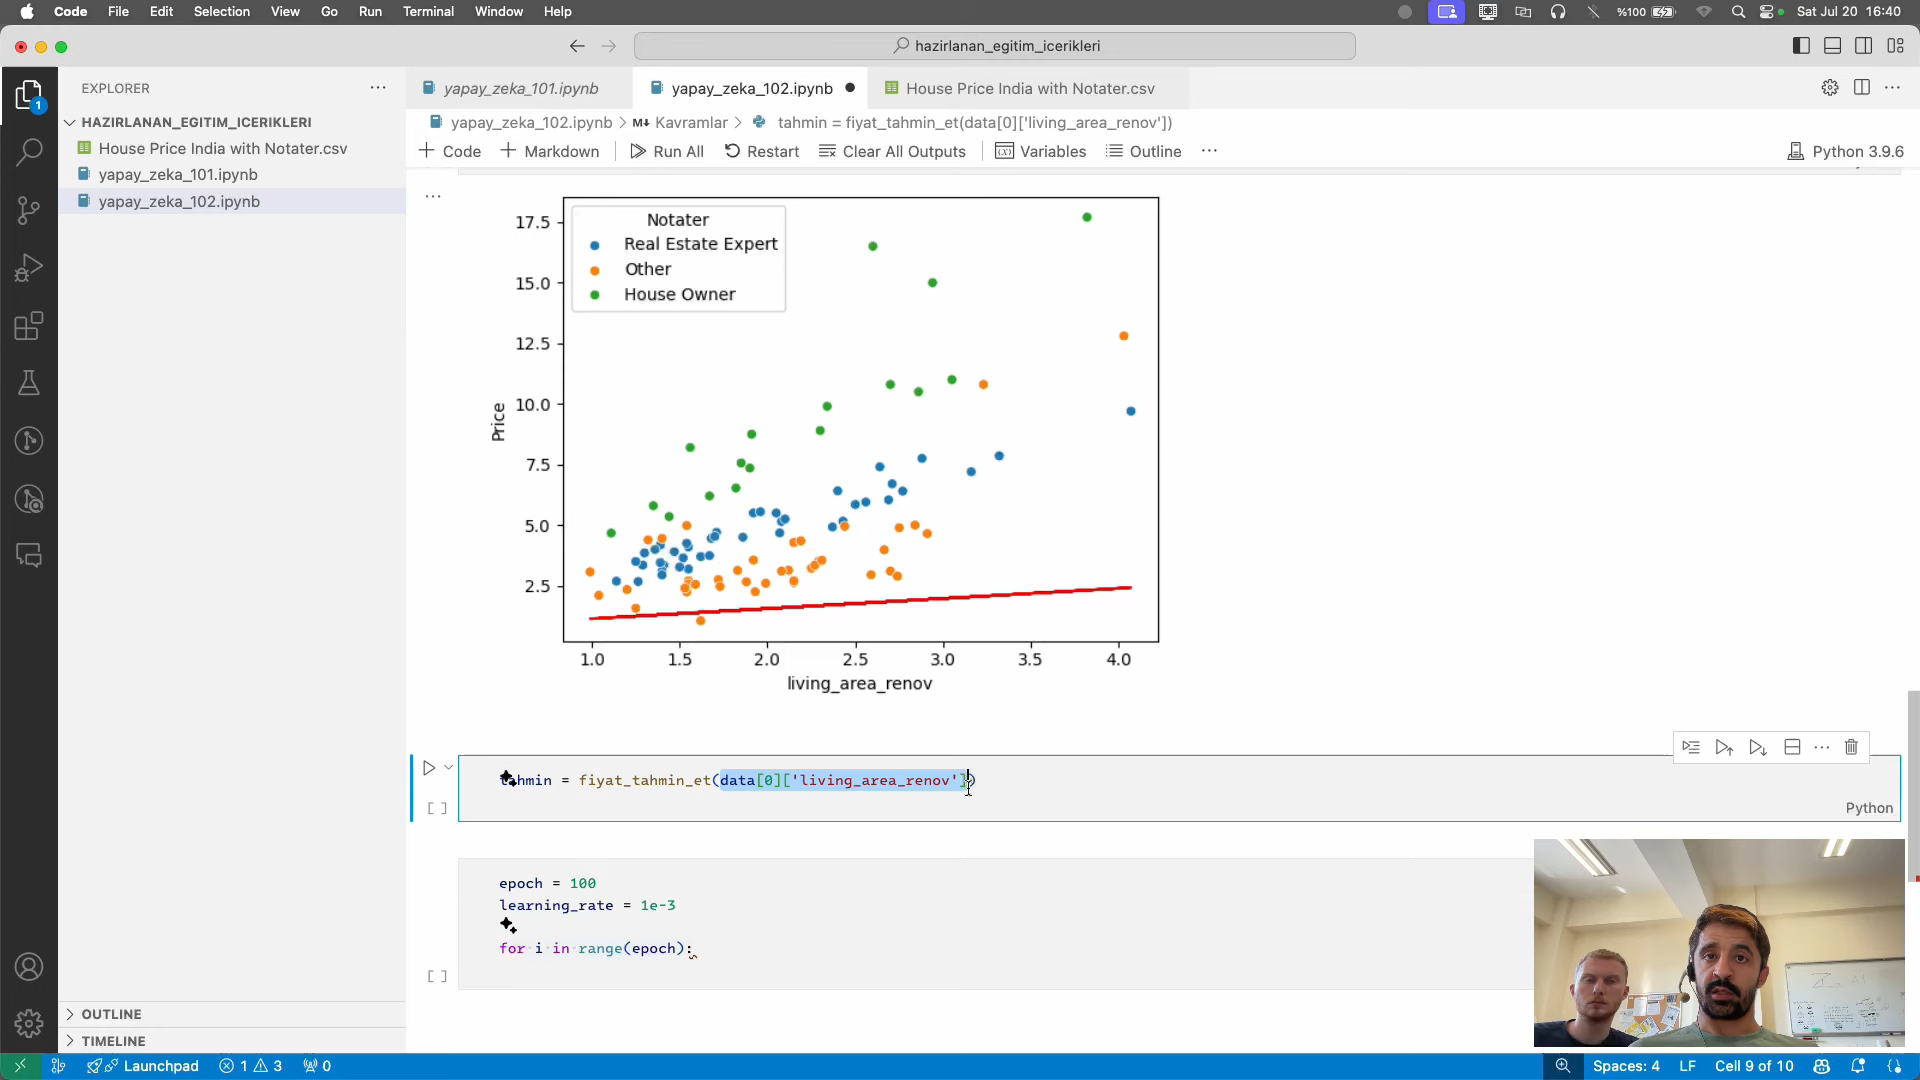 Code File Edit Selection View Go Run Terminal Window Help %100 Sat Jul 20 16:40
hazirlanan_egitim_icerikleri
EXPLORER
yapay_zeka_101.ipynb yapay_zeka_102.ipynb House Price India with Notater.csv
HAZIRLANAN_EGITIM_ICERIKLERI
House Price India with Notater.csv
yapay_zeka_101.ipynb
yapay_zeka_102.ipynb
yapay_zeka_102.ipynb > M↓ Kavramlar > tahmin = fiyat_tahmin_et(data[0]['living_area_renov'])
Code Markdown Run All Restart Clear All Outputs Variables Outline ... Python 3.9.6
Notater
Real Estate Expert
Other
House Owner
17.5
15.0
12.5
10.0
7.5
5.0
2.5
Price
1.0 1.5 2.0 2.5 3.0 3.5 4.0
living_area_renov
tahmin = fiyat_tahmin_et(data[0]['living_area_renov'])
[ ]
Python
epoch = 100
learning_rate = 1e-3
for i in range(epoch):
[ ]
OUTLINE
TIMELINE
Launchpad 1 3 0 Spaces: 4 LF Cell 9 of 10
1